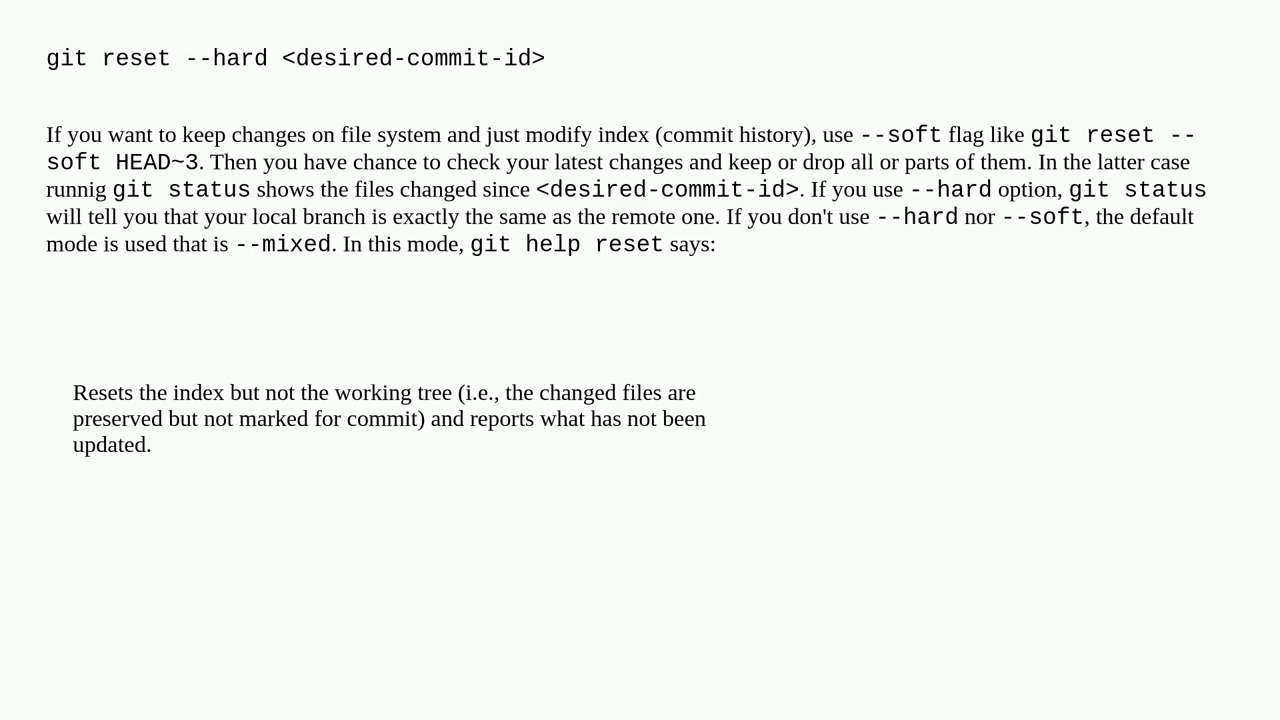 git reset --hard <desired-commit-id>
If you want to keep changes on file system and just modify index (commit history), use --soft flag like git reset --
soft HEAD~3. Then you have chance to check your latest changes and keep or drop all or parts of them. In the latter case
runnig git status shows the files changed since <desired-commit-id>. If you use --hard option, git status
will tell you that your local branch is exactly the same as the remote one. If you don't use --hard nor --soft, the default
mode is used that is --mixed. In this mode, git help reset says:
Resets the index but not the working tree (i.e., the changed files are
preserved but not marked for commit) and reports what has not been
updated.